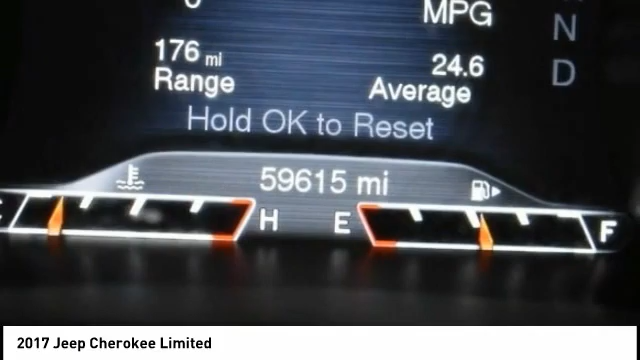 MPG
N
176 mi
24.6
D
Range
Average
Hold OK to Reset
59615 mi
H
E
F
2017 Jeep Cherokee Limited